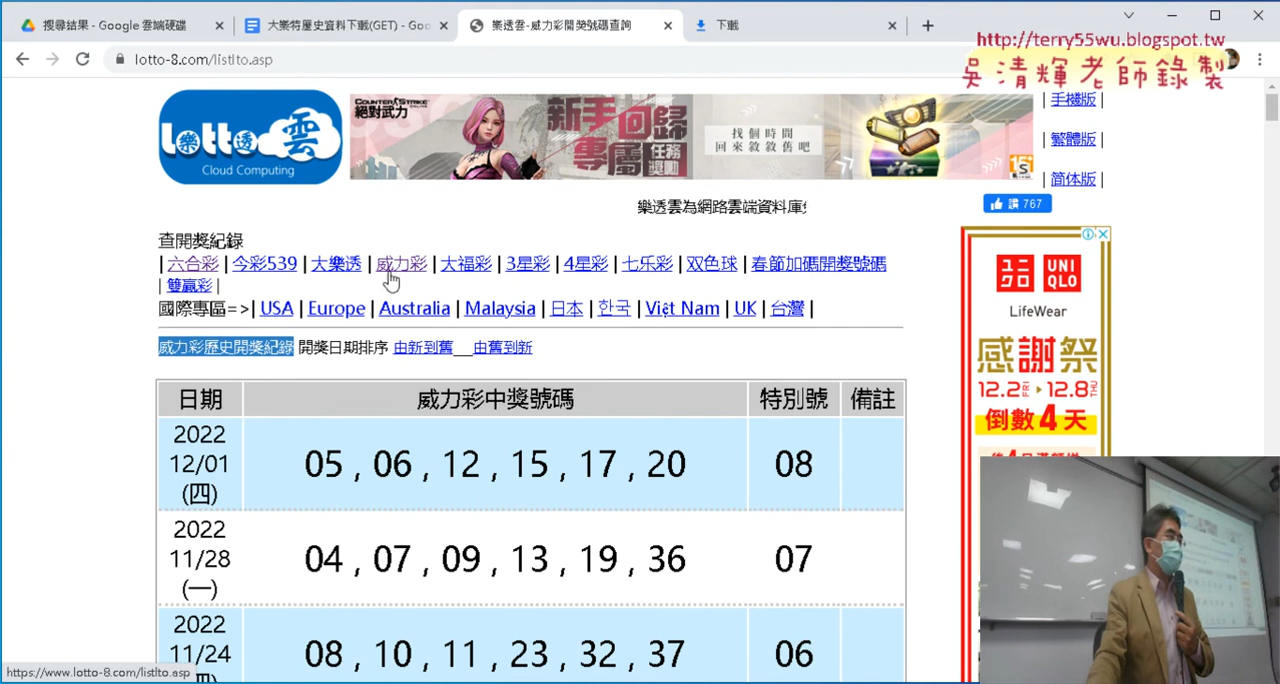 搜尋結果 - Google 雲端硬碟
大樂特歷史資料下載(GET) - Goo
樂透雲-威力彩開獎號碼查詢
下載
http://terry55wu.blogspot.tw
吳清輝老師錄製
lotto-8.com/listlto.asp
lotto 樂透雲
Cloud Computing
COUNTER STRIKE ONLINE
絕對武力
新手回歸
專屬任務獎勵
找個時間
回來敘敘舊吧
| 手機版 |
| 繁體版 |
| 简体版 |
讚 767
樂透雲為網路雲端資料庫
查開獎紀錄
| 六合彩 | 今彩539 | 大樂透 | 威力彩 | 大福彩 | 3星彩 | 4星彩 | 七乐彩 | 双色球 | 春節加碼開獎號碼
| 雙贏彩 |
國際專區=>| USA | Europe | Australia | Malaysia | 日本 | 한국 | Việt Nam | UK | 台灣 |
威力彩歷史開獎紀錄 開獎日期排序 由新到舊 由舊到新
日期 威力彩中獎號碼 特別號 備註
2022
12/01
(四)
05 , 06 , 12 , 15 , 17 , 20 08
2022
11/28
(一)
04 , 07 , 09 , 13 , 19 , 36 07
2022
11/24
08 , 10 , 11 , 23 , 32 , 37 06
ユニクロ
UNIQLO
LifeWear
感謝祭
12.2 FRI 12.8 THU
倒數4天
https://www.lotto-8.com/listlto.asp